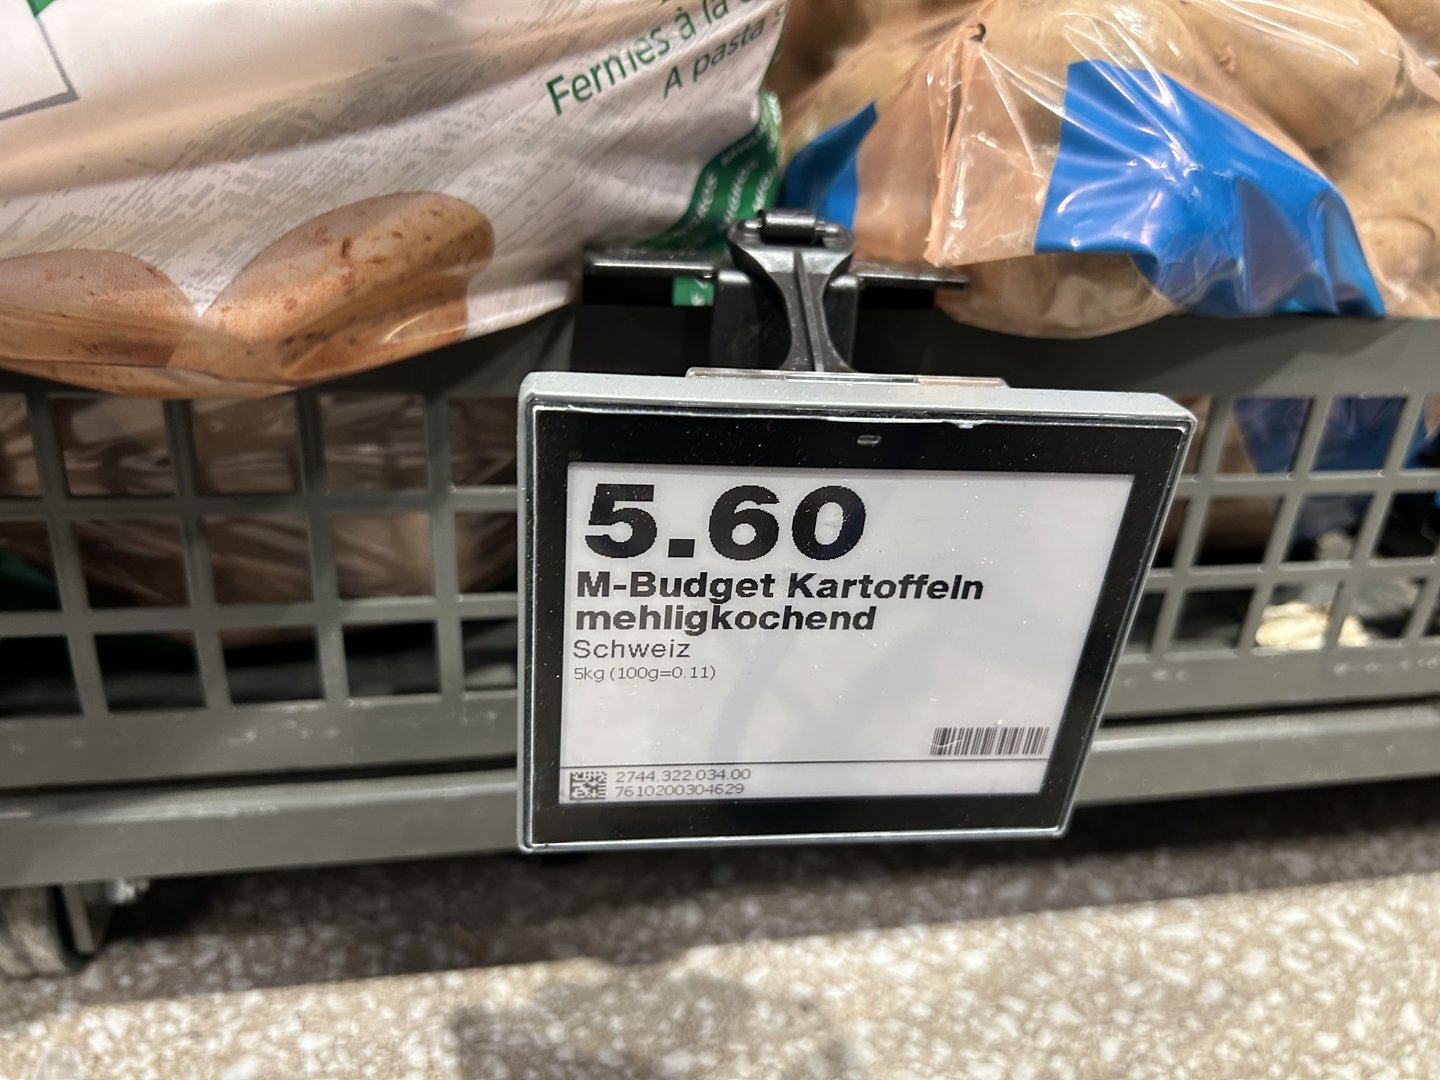 Fermes à la
A pasta
5.60
M-Budget Kartoffeln
mehligkochend
Schweiz
5kg (100g=0.11)
2744.322.034.00
7610200304629